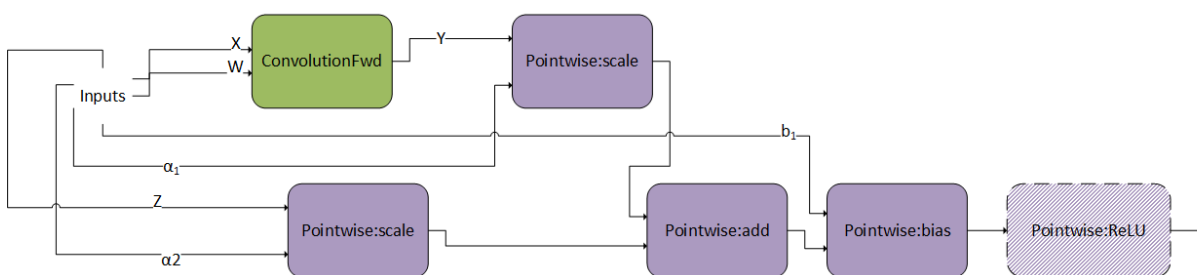 X
W
ConvolutionFwd
Y
Pointwise:scale
Inputs
b₁
α₁
Z
α2
Pointwise:scale
Pointwise:add
Pointwise:bias
Pointwise:ReLU